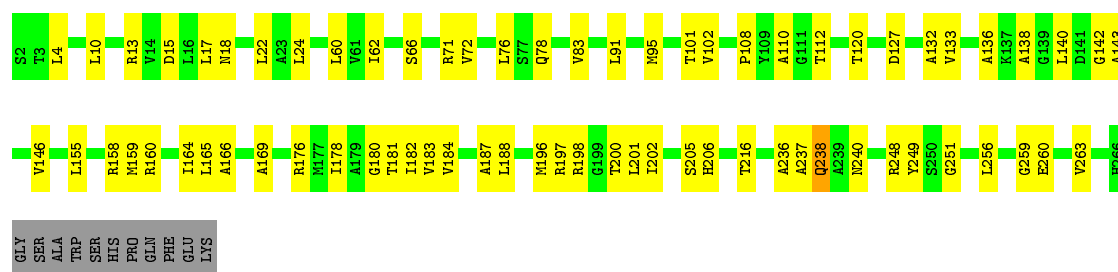 S2 T3 L4 L10 R13 V14 D15 L16 L17 N18 L22 A23 L24 L60 V61 I62 S66 R71 V72 L76 S77 Q78 V83 L91 M95 T101 V102 P108 Y109 A110 G111 T112 T120 D127 A132 V133 A136 K137 A138 G139 L140 D141 G142 A143
V146 L155 R158 M159 R160 I164 L165 A166 A169 R176 M177 I178 A179 G180 T181 I182 V183 V184 A187 L188 M196 R197 R198 G199 T200 L201 I202 S205 H206 T216 A236 A237 Q238 A239 N240 R248 Y249 S250 G251 L256 G259 E260 V263 H266
GLY SER ALA TRP SER HIS PRO GLN PHE GLU LYS